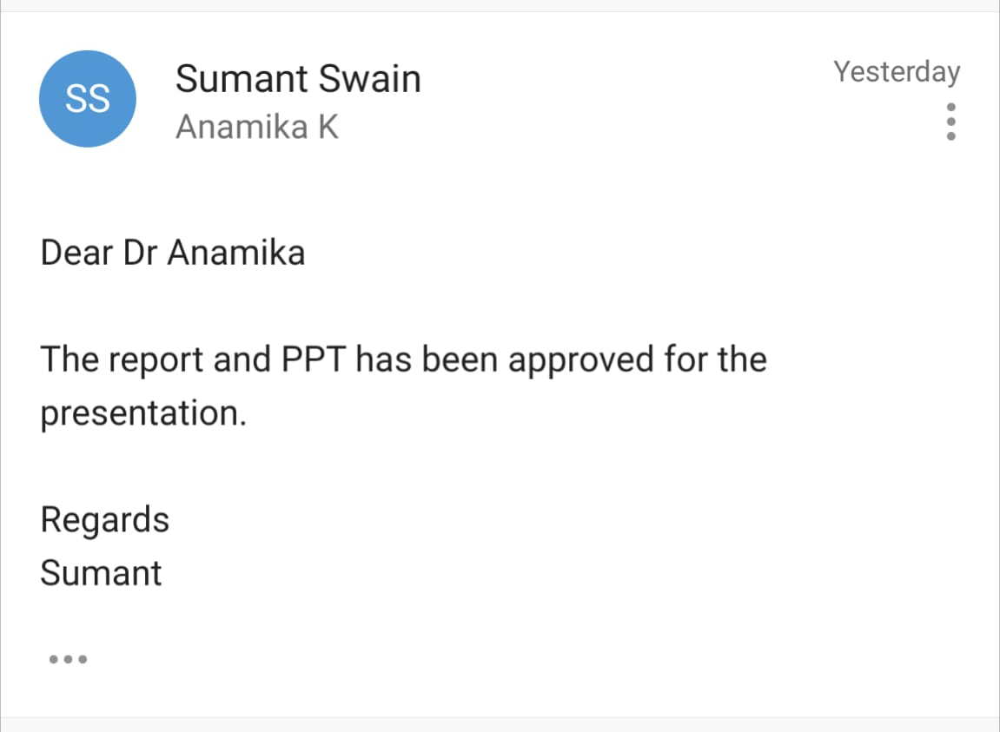 SS
Sumant Swain
Yesterday
Anamika K
Dear Dr Anamika
The report and PPT has been approved for the
presentation.
Regards
Sumant